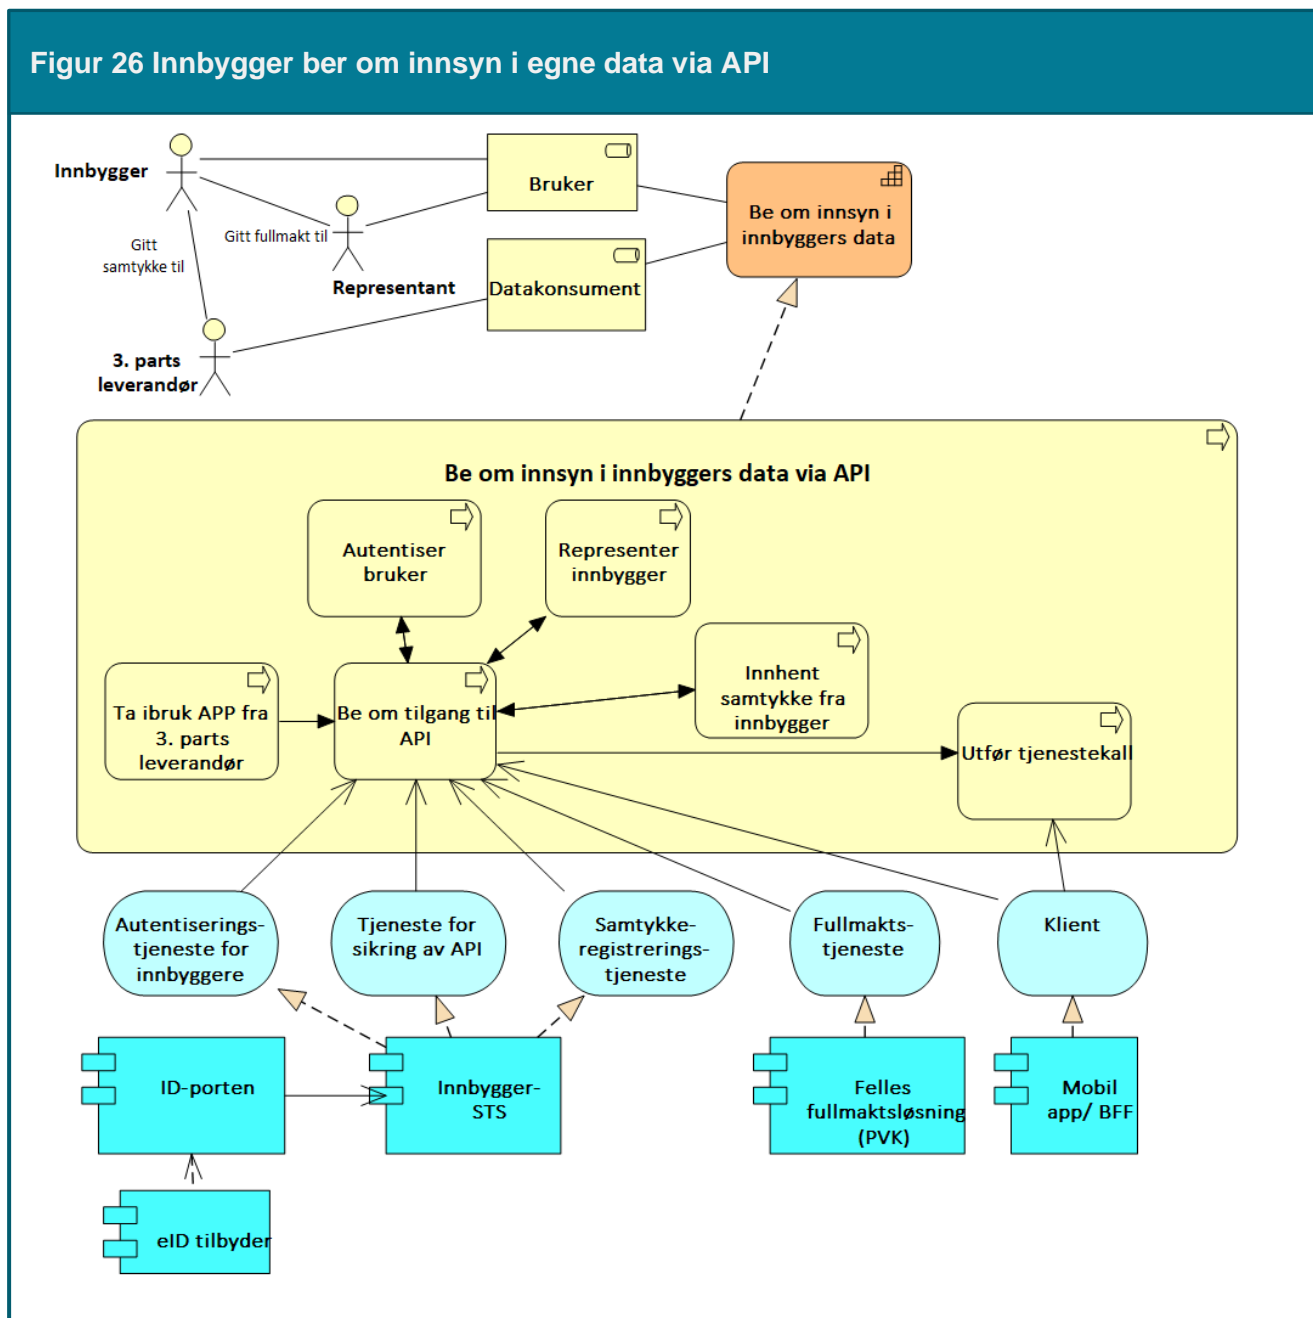 Figur 26 Innbygger ber om innsyn i egne data via API
Innbygger
Bruker
Be om innsyn i
innbyggers data
Gitt
samtykke til
Gitt fullmakt til
Representant
Datakonsument
3. parts
leverandør
Be om innsyn i innbyggers data via API
Autentiser
bruker
Representer
innbygger
Ta ibruk APP fra
3. parts
leverandør
Be om tilgang til
API
Innhent
samtykke fra
innbygger
Utfør tjenestekall
Autentiserings-
tjeneste for
innbyggere
Tjeneste for
sikring av API
Samtykke-
registrerings-
tjeneste
Fullmakts-
tjeneste
Klient
ID-porten
Innbygger-
STS
Felles
fullmaktsløsning
(PVK)
Mobil
app/ BFF
eID tilbyder